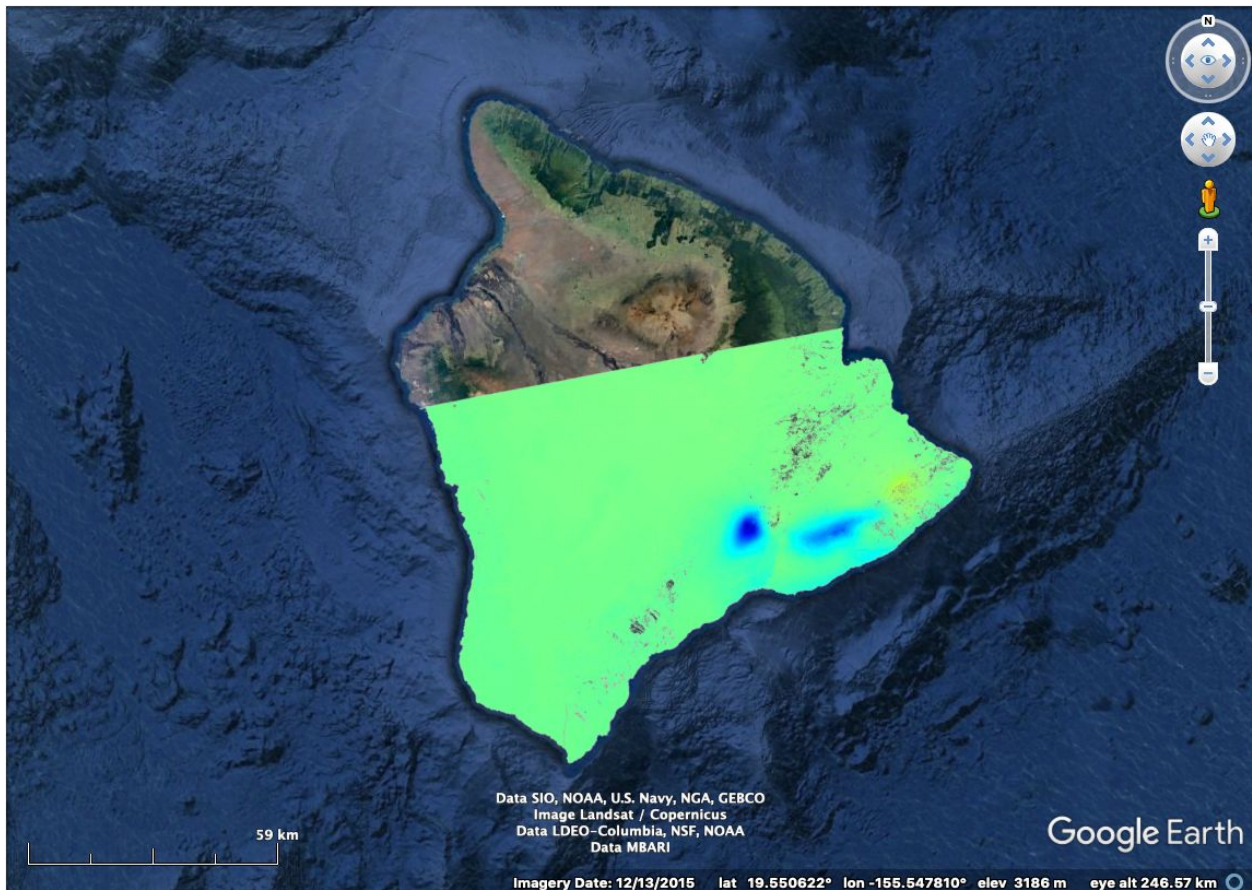 N
59 km
Data SIO, NOAA, U.S. Navy, NGA, GEBCO
Image Landsat / Copernicus
Data LDEO-Columbia, NSF, NOAA
Data MBARI
Google Earth
Imagery Date: 12/13/2015 lat 19.550622° lon -155.547810° elev 3186 m eye alt 246.57 km